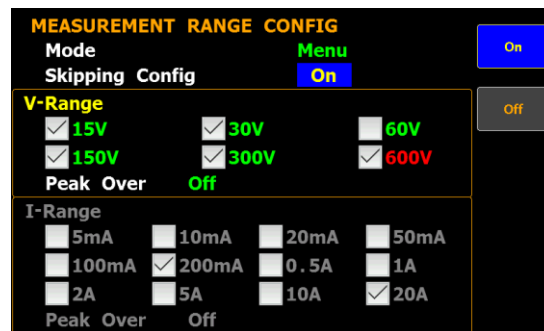 MEASUREMENT RANGE CONFIG
Mode Menu
Skipping Config On
On
Off
V-Range
15V 30V 60V
150V 300V 600V
Peak Over Off
I-Range
5mA 10mA 20mA 50mA
100mA 200mA 0.5A 1A
2A 5A 10A 20A
Peak Over Off